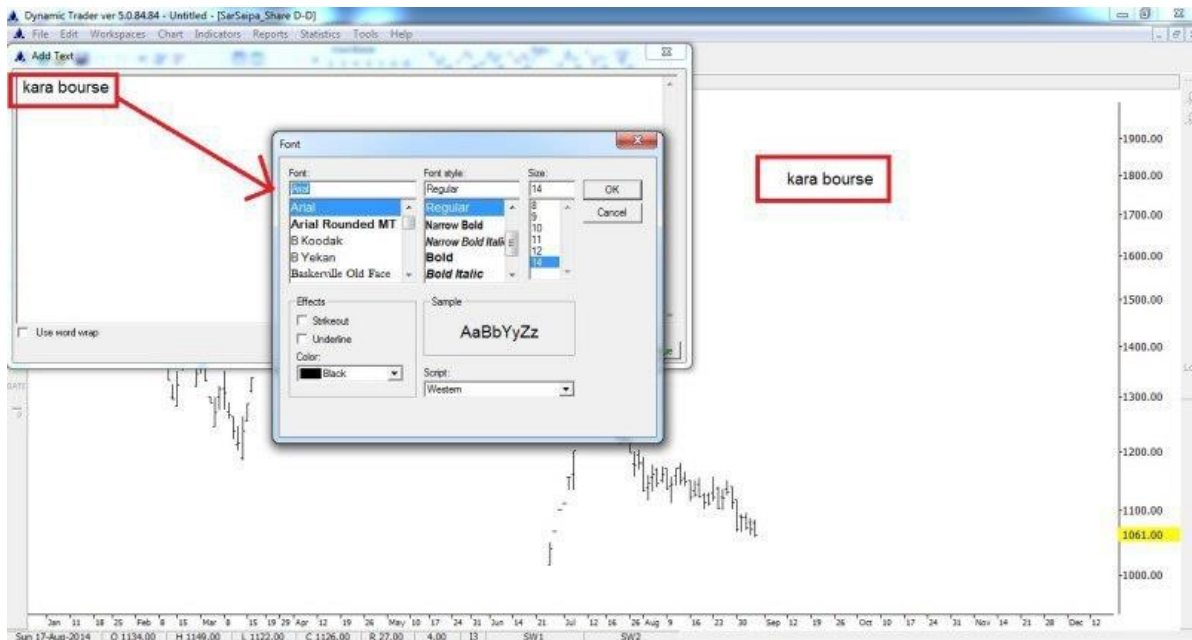 Dynamic Trader ver 5.0.84.84 - Untitled - [SarSaipa_Share D-D]
File Edit Workspaces Chart Indicators Reports Statistics Tools Help
Add Text
kara bourse
Font
Font: Font style: Size:
Arial Regular 14 OK
Arial Regular 8
Cancel
Arial Rounded MT Narrow Bold 9
B Koodak Narrow Bold Italic 10
B Yekan Bold 11
Baskerville Old Face Bold Italic 12
14
Effects Sample
Strikeout
Underline
AaBbYyZz
Color:
Black
Script:
Western
Use word wrap
kara bourse
1900.00
1800.00
1700.00
1600.00
1500.00
1400.00
1300.00
1200.00
1100.00
1061.00
1000.00
DATE
Jan 11 18 25 Feb 8 15 Mar 8 15 19 29 Apr 12 19 26 May 10 17 24 31 Jun 14 21 Jul 12 16 26 Aug 9 16 23 30 Sep 12 19 26 Oct 10 17 24 31 Nov 14 21 28 Dec 12
Sun 17-Aug-2014 O 1134.00 H 1149.00 L 1122.00 C 1126.00 R 27.00 4.00 13 SW1 SW2